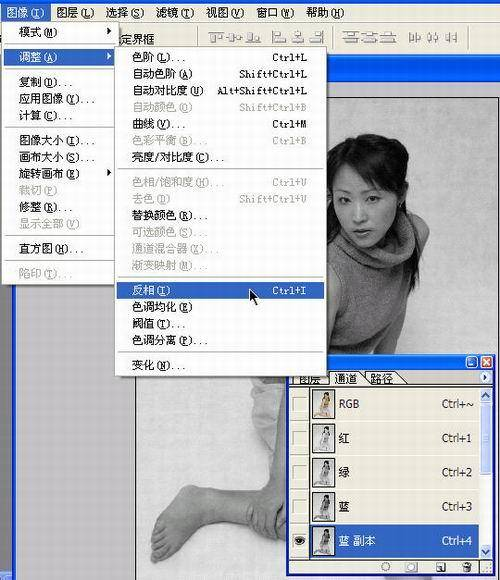 图像(I) 图层(L) 选择(S) 滤镜(T) 视图(V) 窗口(W) 帮助(H)
模式(M)
定界框
调整(A)
复制(D)...
应用图像(Y)...
计算(C)...
图像大小(I)...
画布大小(S)...
旋转画布(E)
裁切(P)
修整(R)...
显示全部(V)
直方图(H)...
陷印(T)...
色阶(L)... Ctrl+L
自动色阶(A) Shift+Ctrl+L
自动对比度(U) Alt+Shift+Ctrl+L
自动颜色(O) Shift+Ctrl+B
曲线(V)... Ctrl+M
色彩平衡(B)... Ctrl+B
亮度/对比度(C)...
色相/饱和度(H)... Ctrl+U
去色(D) Shift+Ctrl+U
替换颜色(R)...
可选颜色(S)...
通道混合器(X)...
渐变映射(M)...
反相(I) Ctrl+I
色调均化(E)
阈值(T)...
色调分离(P)...
变化(N)...
图层 通道 路径
RGB Ctrl+~
红 Ctrl+1
绿 Ctrl+2
蓝 Ctrl+3
蓝 副本 Ctrl+4